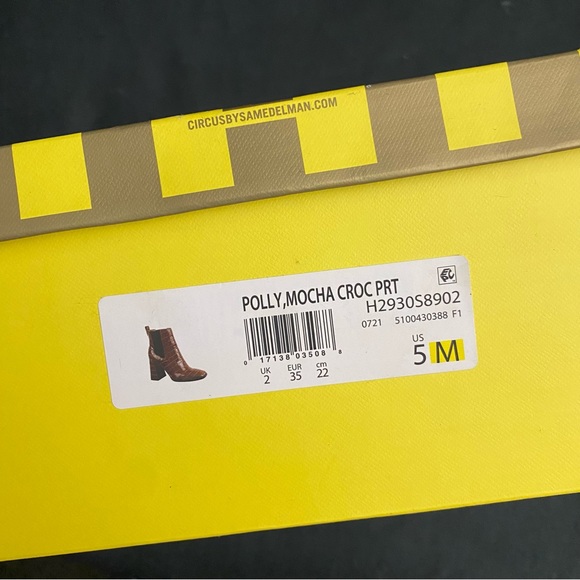 CIRCUSBYSAMEDELMAN.COM
POLLY,MOCHA CROC PRT
H2930S8902
0721 5100430388 F1
0 17138 03508 8
UK EUR cm
2 35 22
US
5 M